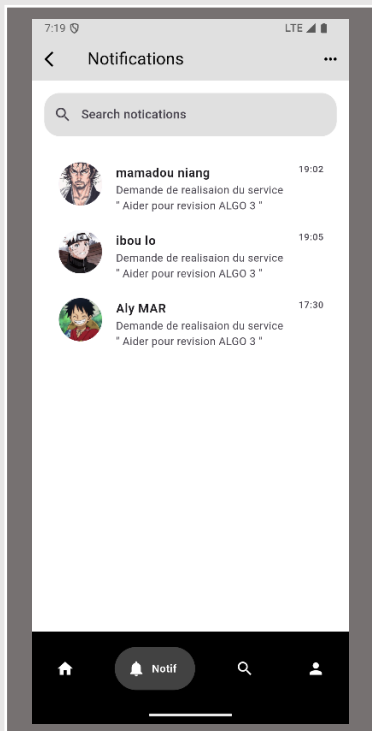 7:19 LTE
Notifications
Search notications
mamadou niang 19:02
Demande de realisaion du service
" Aider pour revision ALGO 3 "
ibou lo 19:05
Demande de realisaion du service
" Aider pour revision ALGO 3 "
Aly MAR 17:30
Demande de realisaion du service
" Aider pour revision ALGO 3 "
Notif